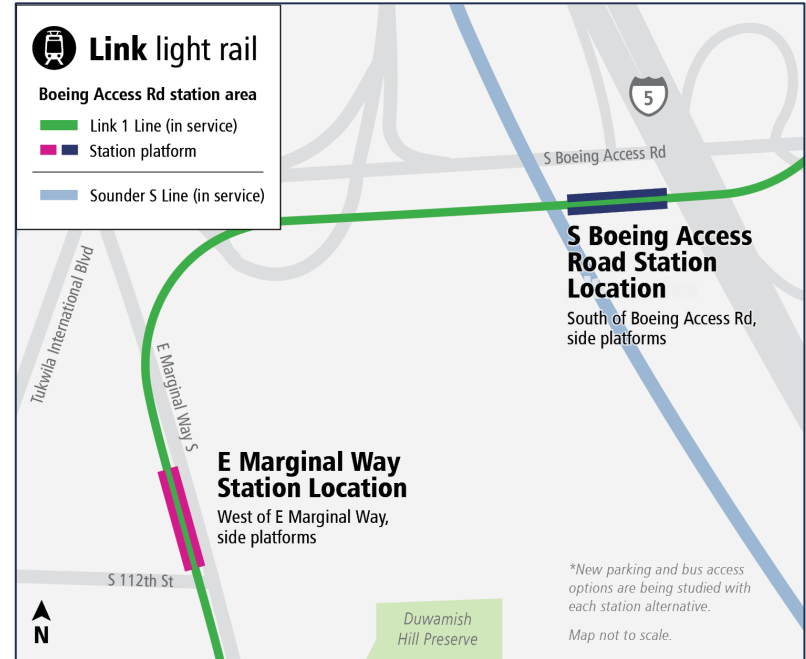 Link light rail
Boeing Access Rd station area
Link 1 Line (in service)
Station platform
Sounder S Line (in service)
5
S Boeing Access Rd
S Boeing Access
Road Station
Location
South of Boeing Access Rd,
side platforms
Tukwila International Blvd
E Marginal Way S
E Marginal Way
Station Location
West of E Marginal Way,
side platforms
S 112th St
N
Duwamish
Hill Preserve
*New parking and bus access
options are being studied with
each station alternative.
Map not to scale.